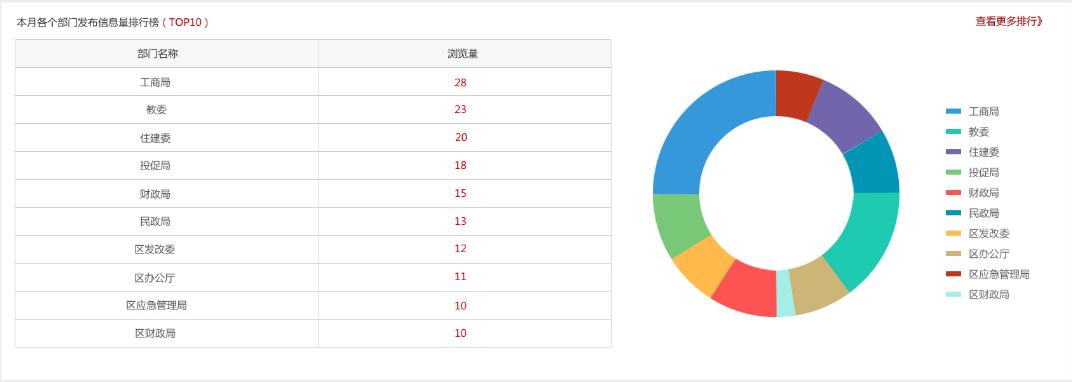 本月各个部门发布信息量排行榜（TOP10）
查看更多排行》
部门名称 浏览量
工商局 28
教委 23
住建委 20
投促局 18
财政局 15
民政局 13
区发改委 12
区办公厅 11
区应急管理局 10
区财政局 10
工商局
教委
住建委
投促局
财政局
民政局
区发改委
区办公厅
区应急管理局
区财政局